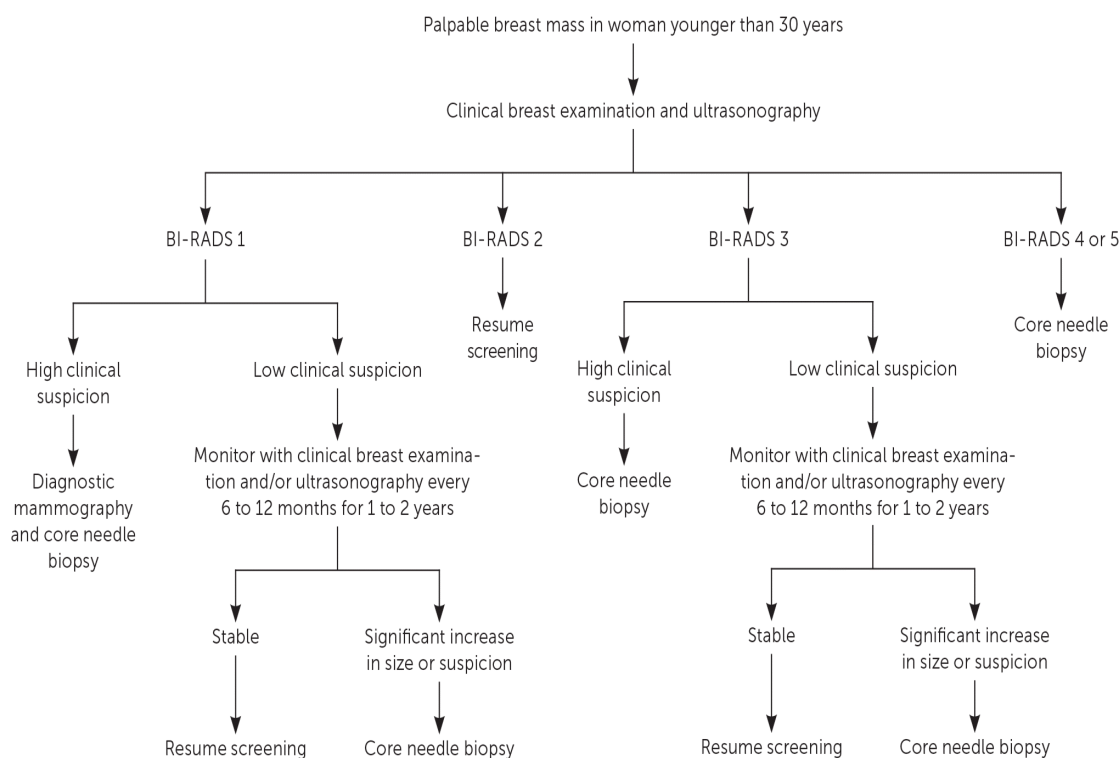 Palpable breast mass in woman younger than 30 years
Clinical breast examination and ultrasonography
BI-RADS 1
BI-RADS 2
BI-RADS 3
BI-RADS 4 or 5
Resume
screening
Core needle
biopsy
High clinical
suspicion
Low clinical suspicion
High clinical
suspicion
Low clinical suspicion
Diagnostic
mammography
and core needle
biopsy
Monitor with clinical breast examina-
tion and/or ultrasonography every
6 to 12 months for 1 to 2 years
Core needle
biopsy
Monitor with clinical breast examina-
tion and/or ultrasonography every
6 to 12 months for 1 to 2 years
Stable
Significant increase
in size or suspicion
Stable
Significant increase
in size or suspicion
Resume screening
Core needle biopsy
Resume screening
Core needle biopsy